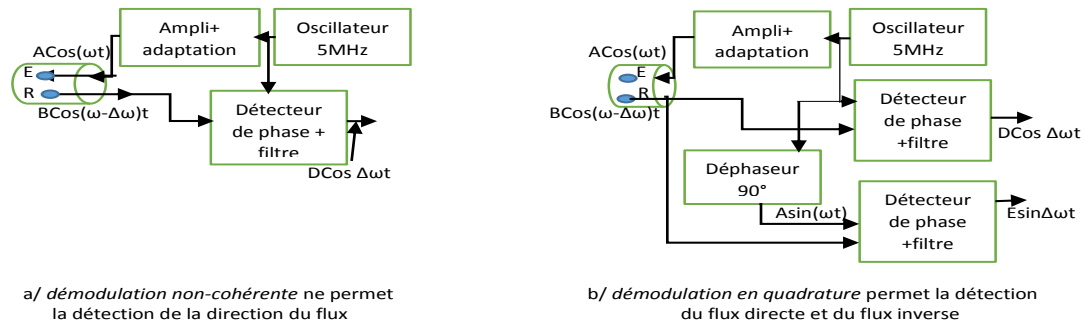 Ampli+
adaptation
Oscillateur
5MHz
ACos(ωt)
E
R
BCos(ω-Δω)t
Détecteur
de phase +
filtre
DCos Δωt
a/ démodulation non-cohérente ne permet
la détection de la direction du flux
Ampli+
adaptation
Oscillateur
5MHz
ACos(ωt)
E
R
BCos(ω-Δω)t
Détecteur
de phase
+filtre
DCos Δωt
Déphaseur
90°
Asin(ωt)
Détecteur
de phase
+filtre
EsinΔωt
b/ démodulation en quadrature permet la détection
du flux directe et du flux inverse